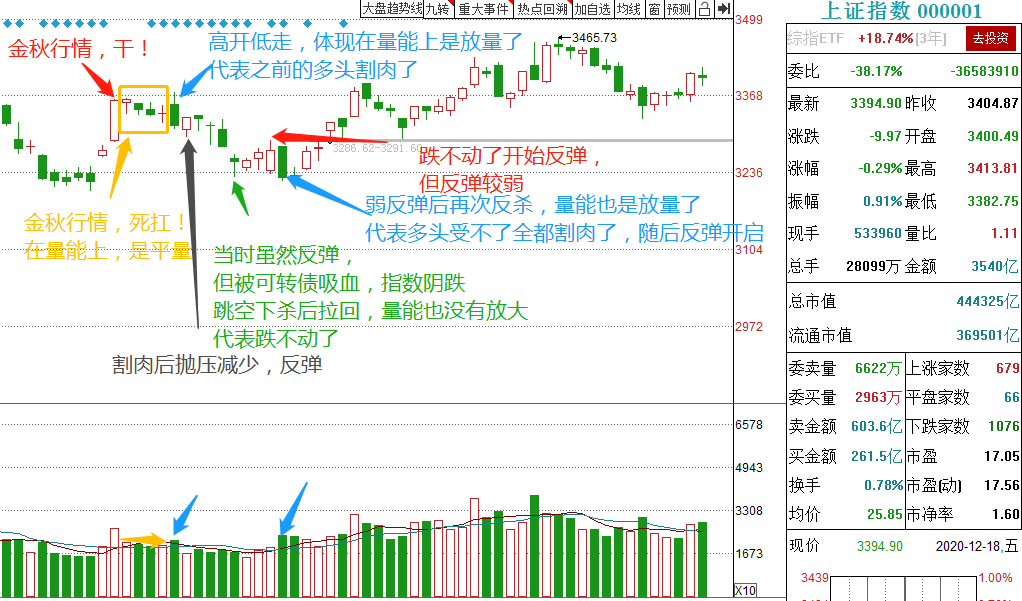 大盘趋势线 九转 重大事件 热点回溯 加自选 均线 窗 预测
3499
3465.73
3368
3236
3104
2972
金秋行情，干！
高开低走，体现在量能上是放量了
代表之前的多头割肉了
3286.62-3291.60
跌不动了开始反弹，
但反弹较弱
弱反弹后再次反杀，量能也是放量了
代表多头受不了全都割肉了，随后反弹开启
金秋行情，死扛！
在量能上，是平量
当时虽然反弹，
但被可转债吸血，指数阴跌
跳空下杀后拉回，量能也没有放大
代表跌不动了
割肉后抛压减少，反弹
6578
4943
3308
1673
X10
上证指数 000001
综指ETF +18.74% [3年] 去投资
委比 -38.17% -36583910
最新 3394.90 昨收 3404.87
涨跌 -9.97 开盘 3400.49
涨幅 -0.29% 最高 3413.81
振幅 0.91% 最低 3382.75
现手 533960 量比 1.11
总手 28099万 金额 3540亿
总市值 444325亿
流通市值 369501亿
委卖量 6622万 上涨家数 679
委买量 2963万 平盘家数 66
卖金额 603.6亿 下跌家数 1076
买金额 261.5亿 市盈 17.05
换手 0.78% 市盈(动) 17.56
均价 25.85 市净率 1.60
现价 3394.90 2020-12-18,五
3439 1.00%